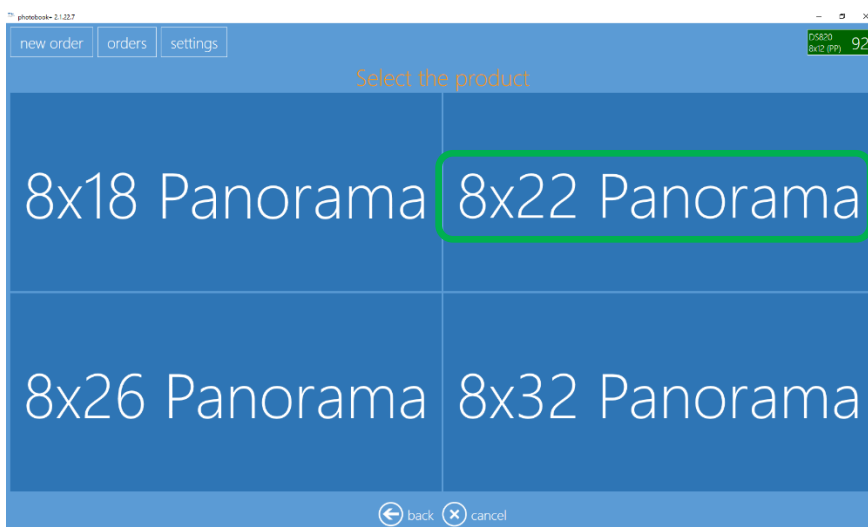 photobook+ 2.1.22.7
new order orders settings
DS820
8x12 (PP) 92
Select the product
8x18 Panorama 8x22 Panorama
8x26 Panorama 8x32 Panorama
back cancel